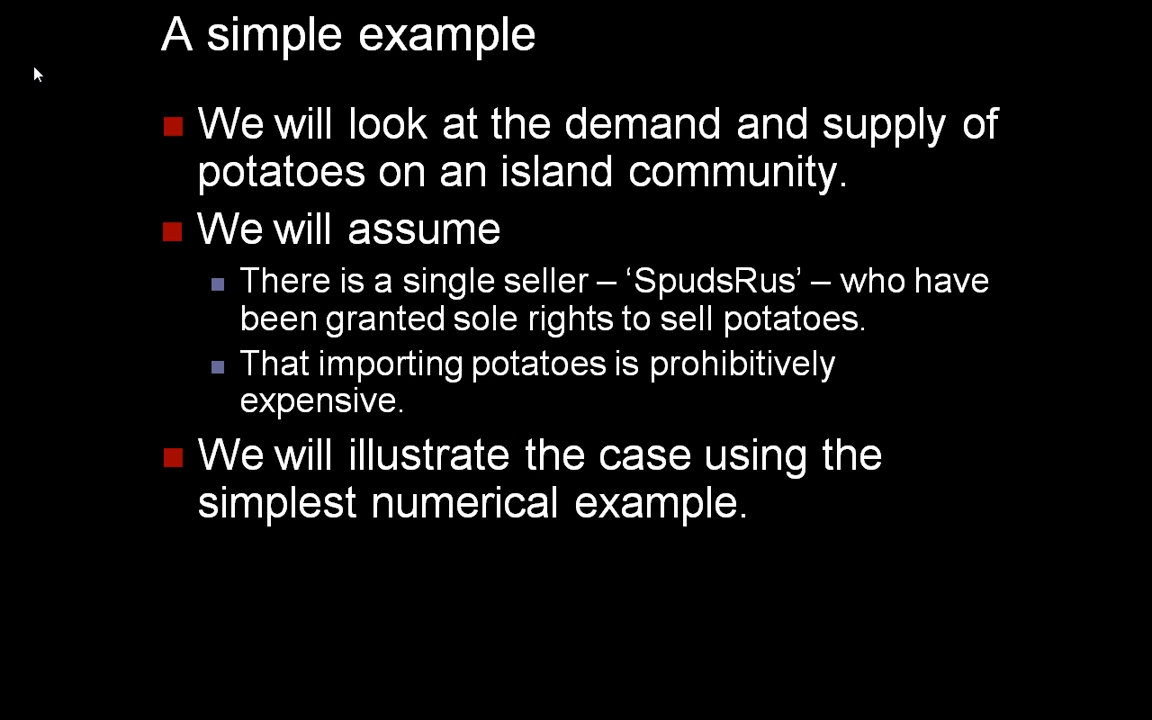 A simple example
We will look at the demand and supply of
potatoes on an island community.
We will assume
There is a single seller – ‘SpudsRus’ – who have
been granted sole rights to sell potatoes.
That importing potatoes is prohibitively
expensive.
We will illustrate the case using the
simplest numerical example.